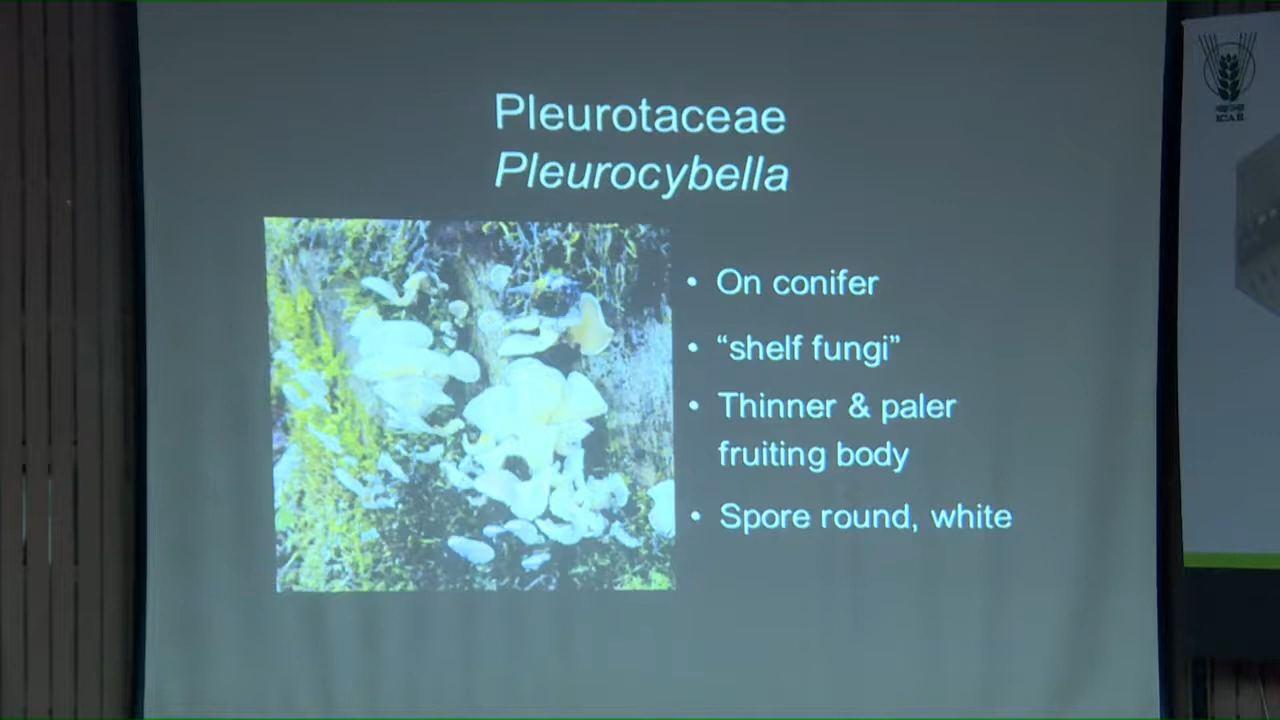 Pleurotaceae
Pleurocybella
• On conifer
• “shelf fungi”
• Thinner & paler
fruiting body
• Spore round, white
ICAR